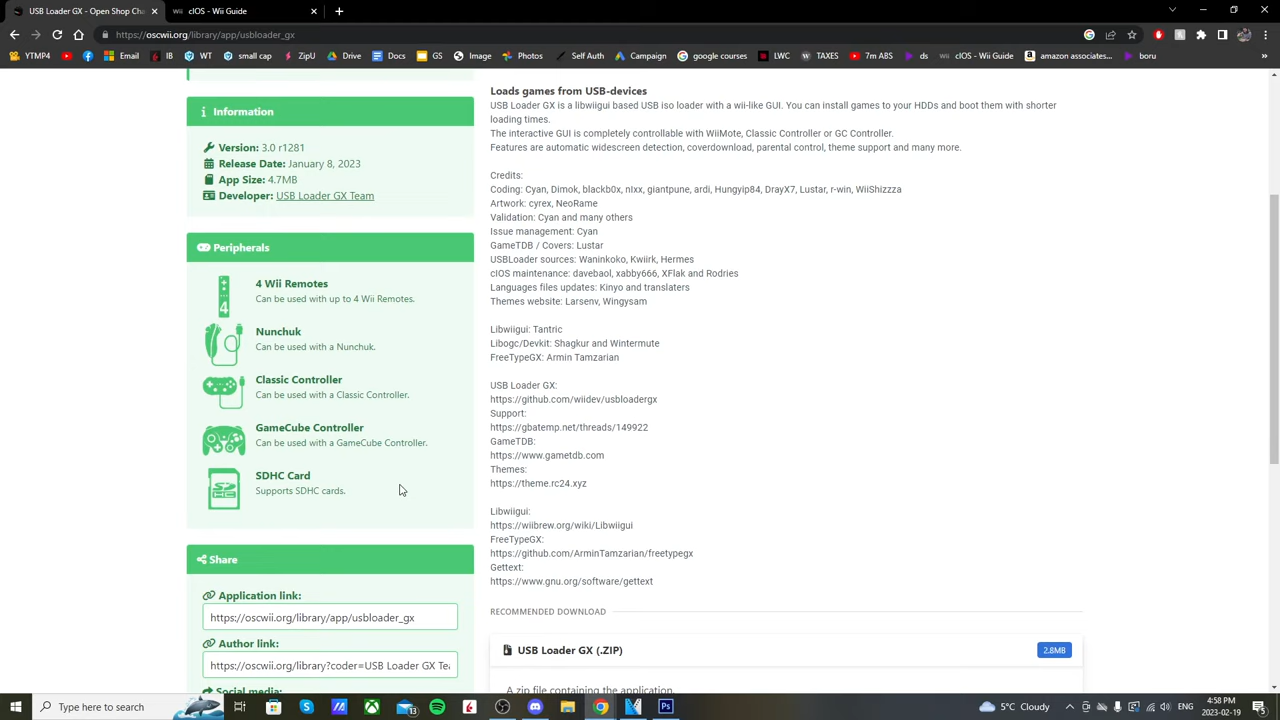 USB Loader GX - Open Shop Chan
wii
cIOS - Wii Guide
https://oscwii.org/library/app/usbloader_gx
YTMP4
Email
IB
WT
small cap
ZipU
Drive
Docs
GS
Image
Photos
Self Auth
Campaign
google courses
LWC
TAXES
7m ABS
ds
wii
cIOS - Wii Guide
amazon associates...
boru
Information
Version: 3.0 r1281
Release Date: January 8, 2023
App Size: 4.7MB
Developer: USB Loader GX Team
Peripherals
4
4 Wii Remotes
Can be used with up to 4 Wii Remotes.
Nunchuk
Can be used with a Nunchuk.
Classic Controller
Can be used with a Classic Controller.
GameCube Controller
Can be used with a GameCube Controller.
SDHC Card
Supports SDHC cards.
Share
Application link:
https://oscwii.org/library/app/usbloader_gx
Author link:
https://oscwii.org/library?coder=USB Loader GX Tea
Social media:
Loads games from USB-devices
USB Loader GX is a libwiigui based USB iso loader with a wii-like GUI. You can install games to your HDDs and boot them with shorter
loading times.
The interactive GUI is completely controllable with WiiMote, Classic Controller or GC Controller.
Features are automatic widescreen detection, coverdownload, parental control, theme support and many more.
Credits:
Coding: Cyan, Dimok, blackb0x, nIxx, giantpune, ardi, Hungyip84, DrayX7, Lustar, r-win, WiiShizzza
Artwork: cyrex, NeoRame
Validation: Cyan and many others
Issue management: Cyan
GameTDB / Covers: Lustar
USBLoader sources: Waninkoko, Kwiirk, Hermes
cIOS maintenance: davebaol, xabby666, XFlak and Rodries
Languages files updates: Kinyo and translaters
Themes website: Larsenv, Wingysam
Libwiigui: Tantric
Libogc/Devkit: Shagkur and Wintermute
FreeTypeGX: Armin Tamzarian
USB Loader GX:
https://github.com/wiidev/usbloadergx
Support:
https://gbatemp.net/threads/149922
GameTDB:
https://www.gametdb.com
Themes:
https://theme.rc24.xyz
Libwiigui:
https://wiibrew.org/wiki/Libwiigui
FreeTypeGX:
https://github.com/ArminTamzarian/freetypegx
Gettext:
https://www.gnu.org/software/gettext
RECOMMENDED DOWNLOAD
USB Loader GX (.ZIP)
2.8MB
A zip file containing the application.
Type here to search
13
5°C Cloudy
4:58 PM
2023-02-19